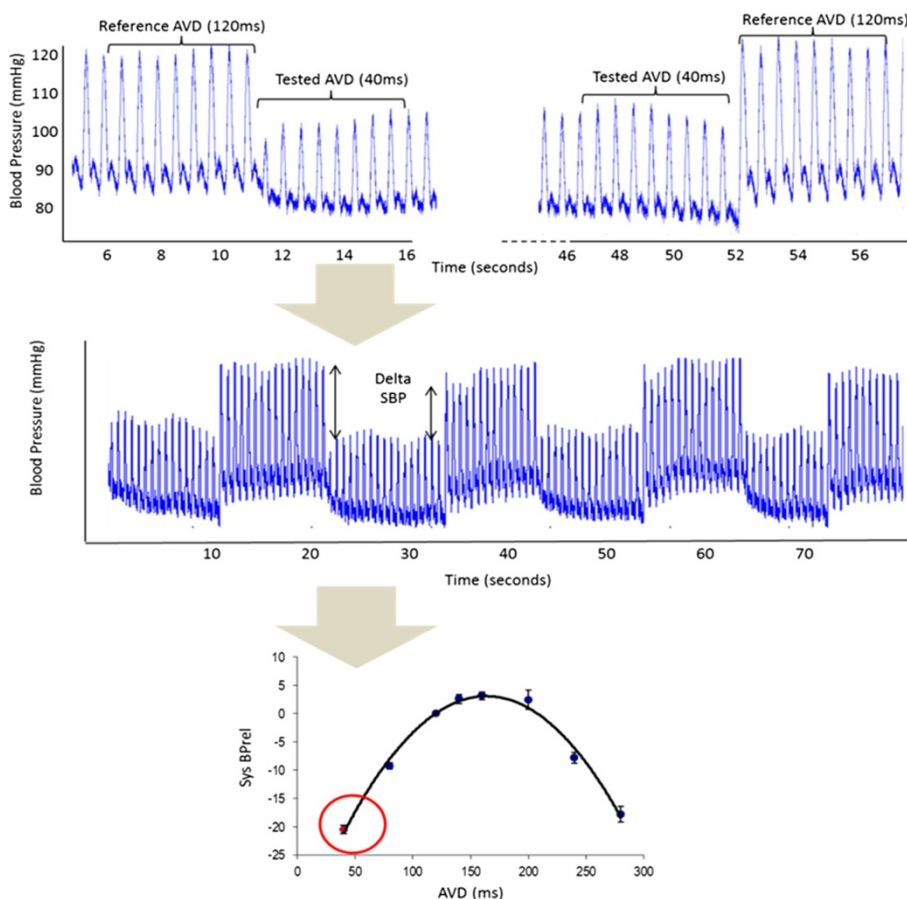 Reference AVD (120ms)
Reference AVD (120ms)
Tested AVD (40ms)
Tested AVD (40ms)
Blood Pressure (mmHg)
120
110
100
90
80
6 8 10 12 14 16 46 48 50 52 54 56
Time (seconds)
Blood Pressure (mmHg)
Delta
SBP
10 20 30 40 50 60 70
Time (seconds)
Sys BPrel
10
5
0
-5
-10
-15
-20
-25
0 50 100 150 200 250 300
AVD (ms)